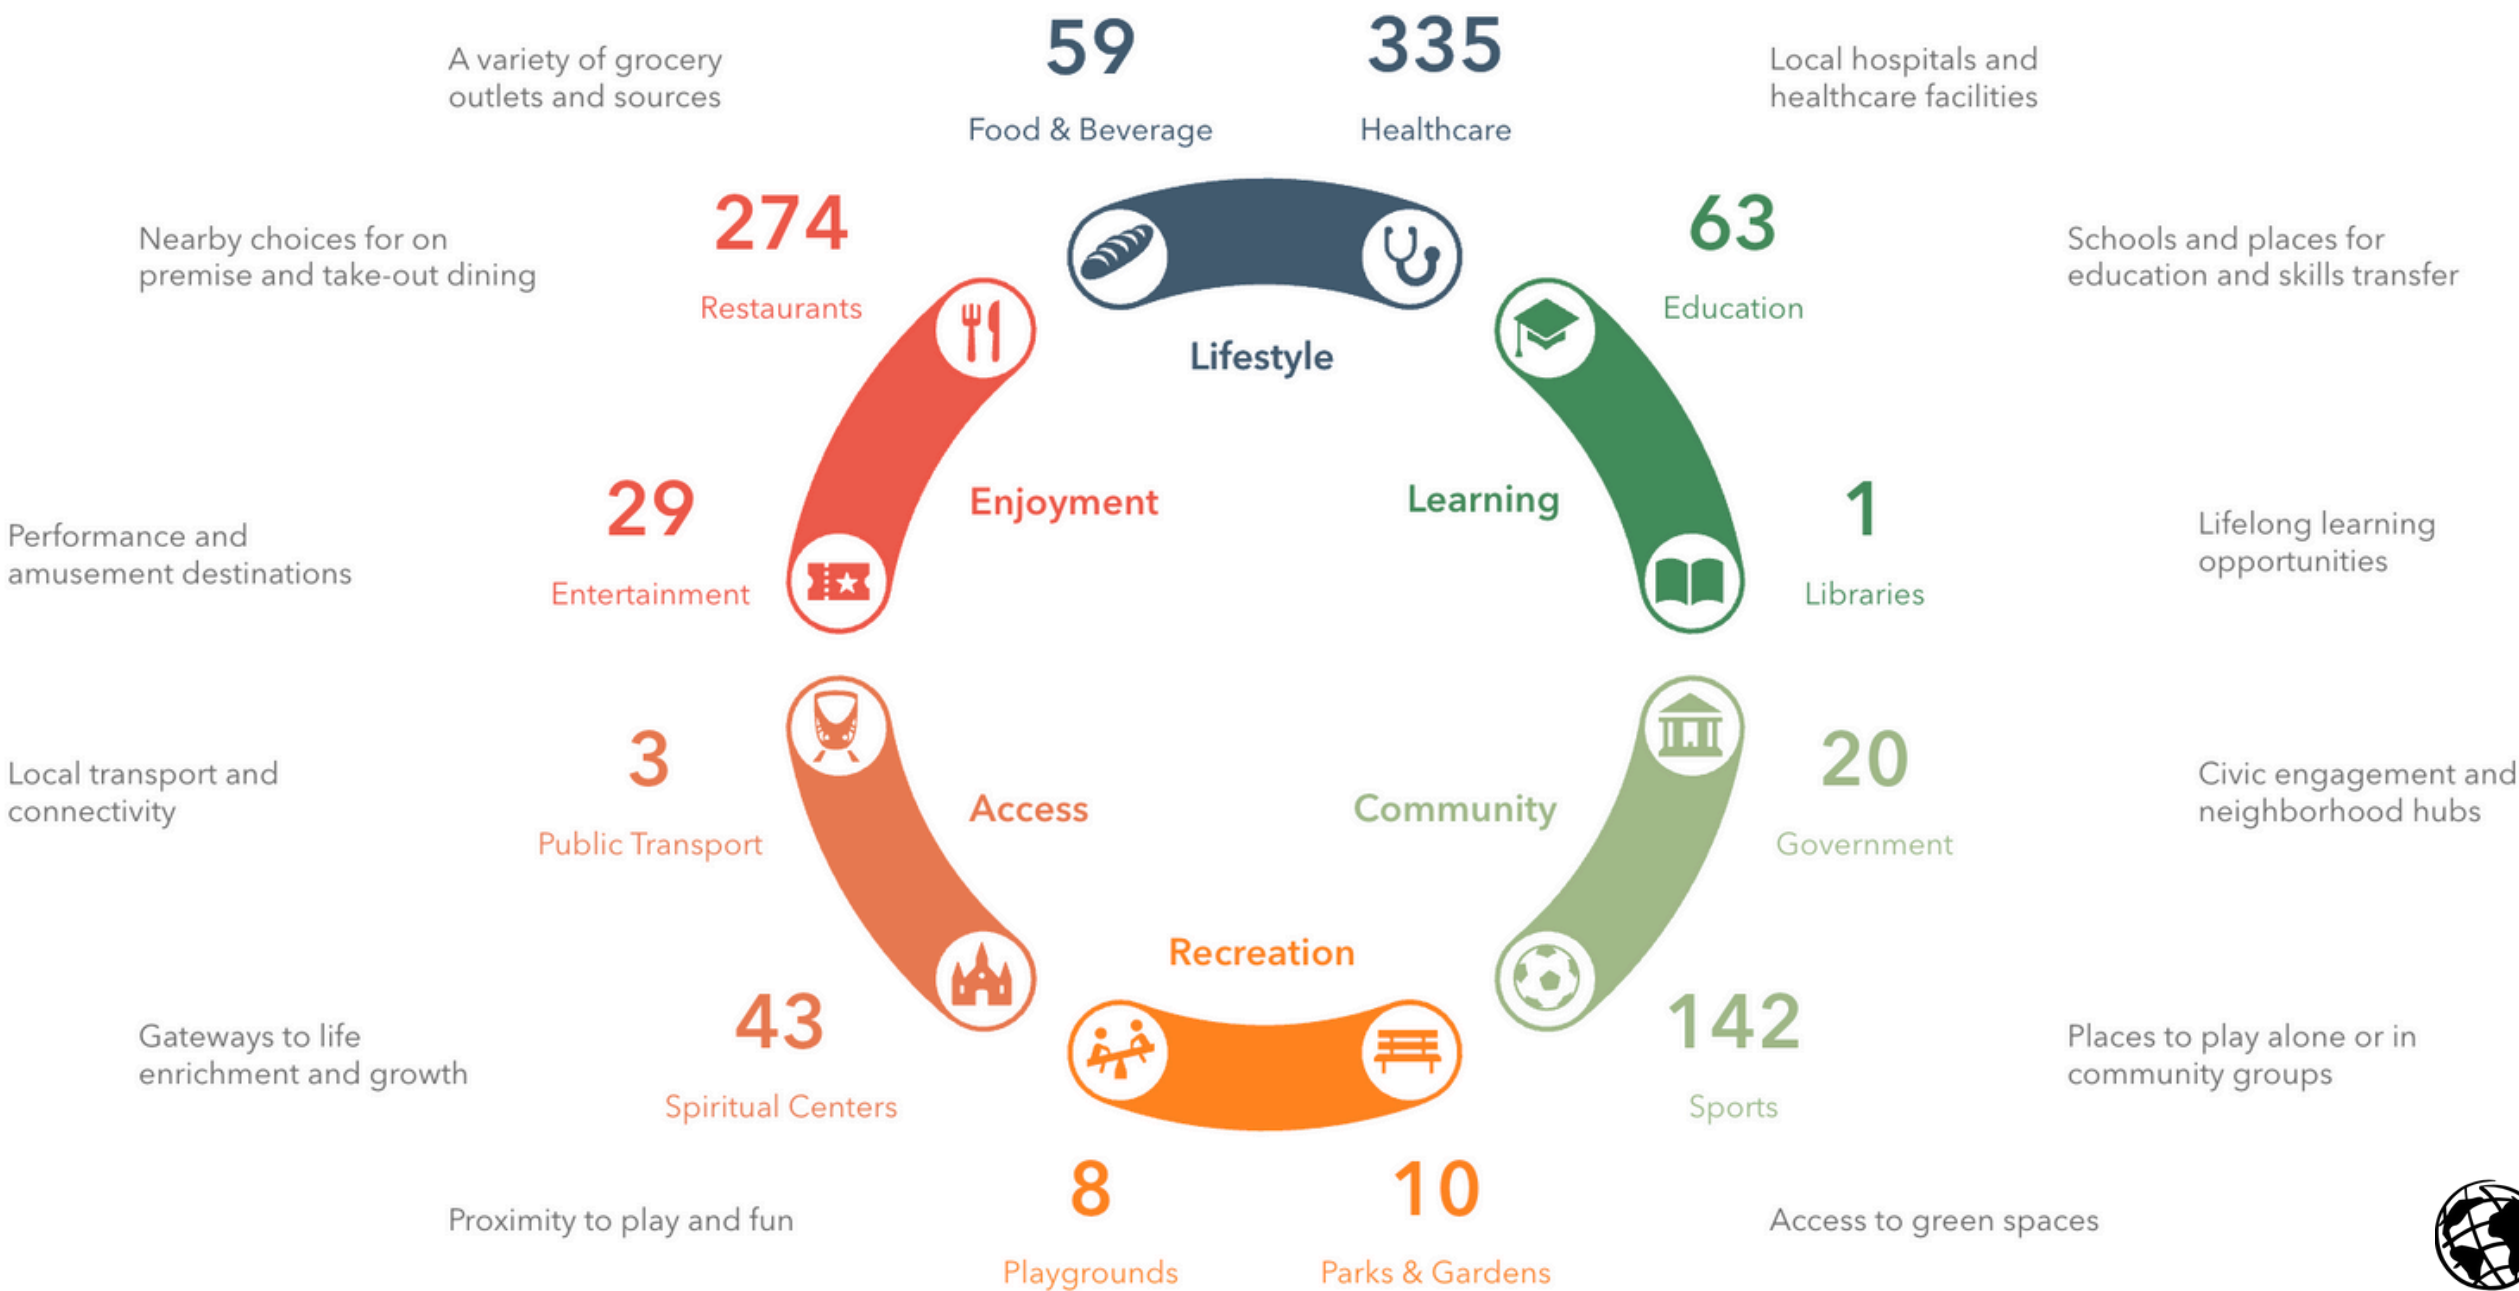 59
335
A variety of grocery
outlets and sources
Local hospitals and
healthcare facilities
Food & Beverage
Healthcare
274
63
Nearby choices for on
premise and take-out dining
Schools and places for
education and skills transfer
Restaurants
Education
Lifestyle
29
Enjoyment
Learning
1
Performance and
amusement destinations
Lifelong learning
opportunities
Entertainment
Libraries
3
20
Local transport and
connectivity
Access
Community
Civic engagement and
neighborhood hubs
Public Transport
Government
Recreation
43
142
Gateways to life
enrichment and growth
Places to play alone or in
community groups
Spiritual Centers
Sports
8
10
Proximity to play and fun
Access to green spaces
Playgrounds
Parks & Gardens